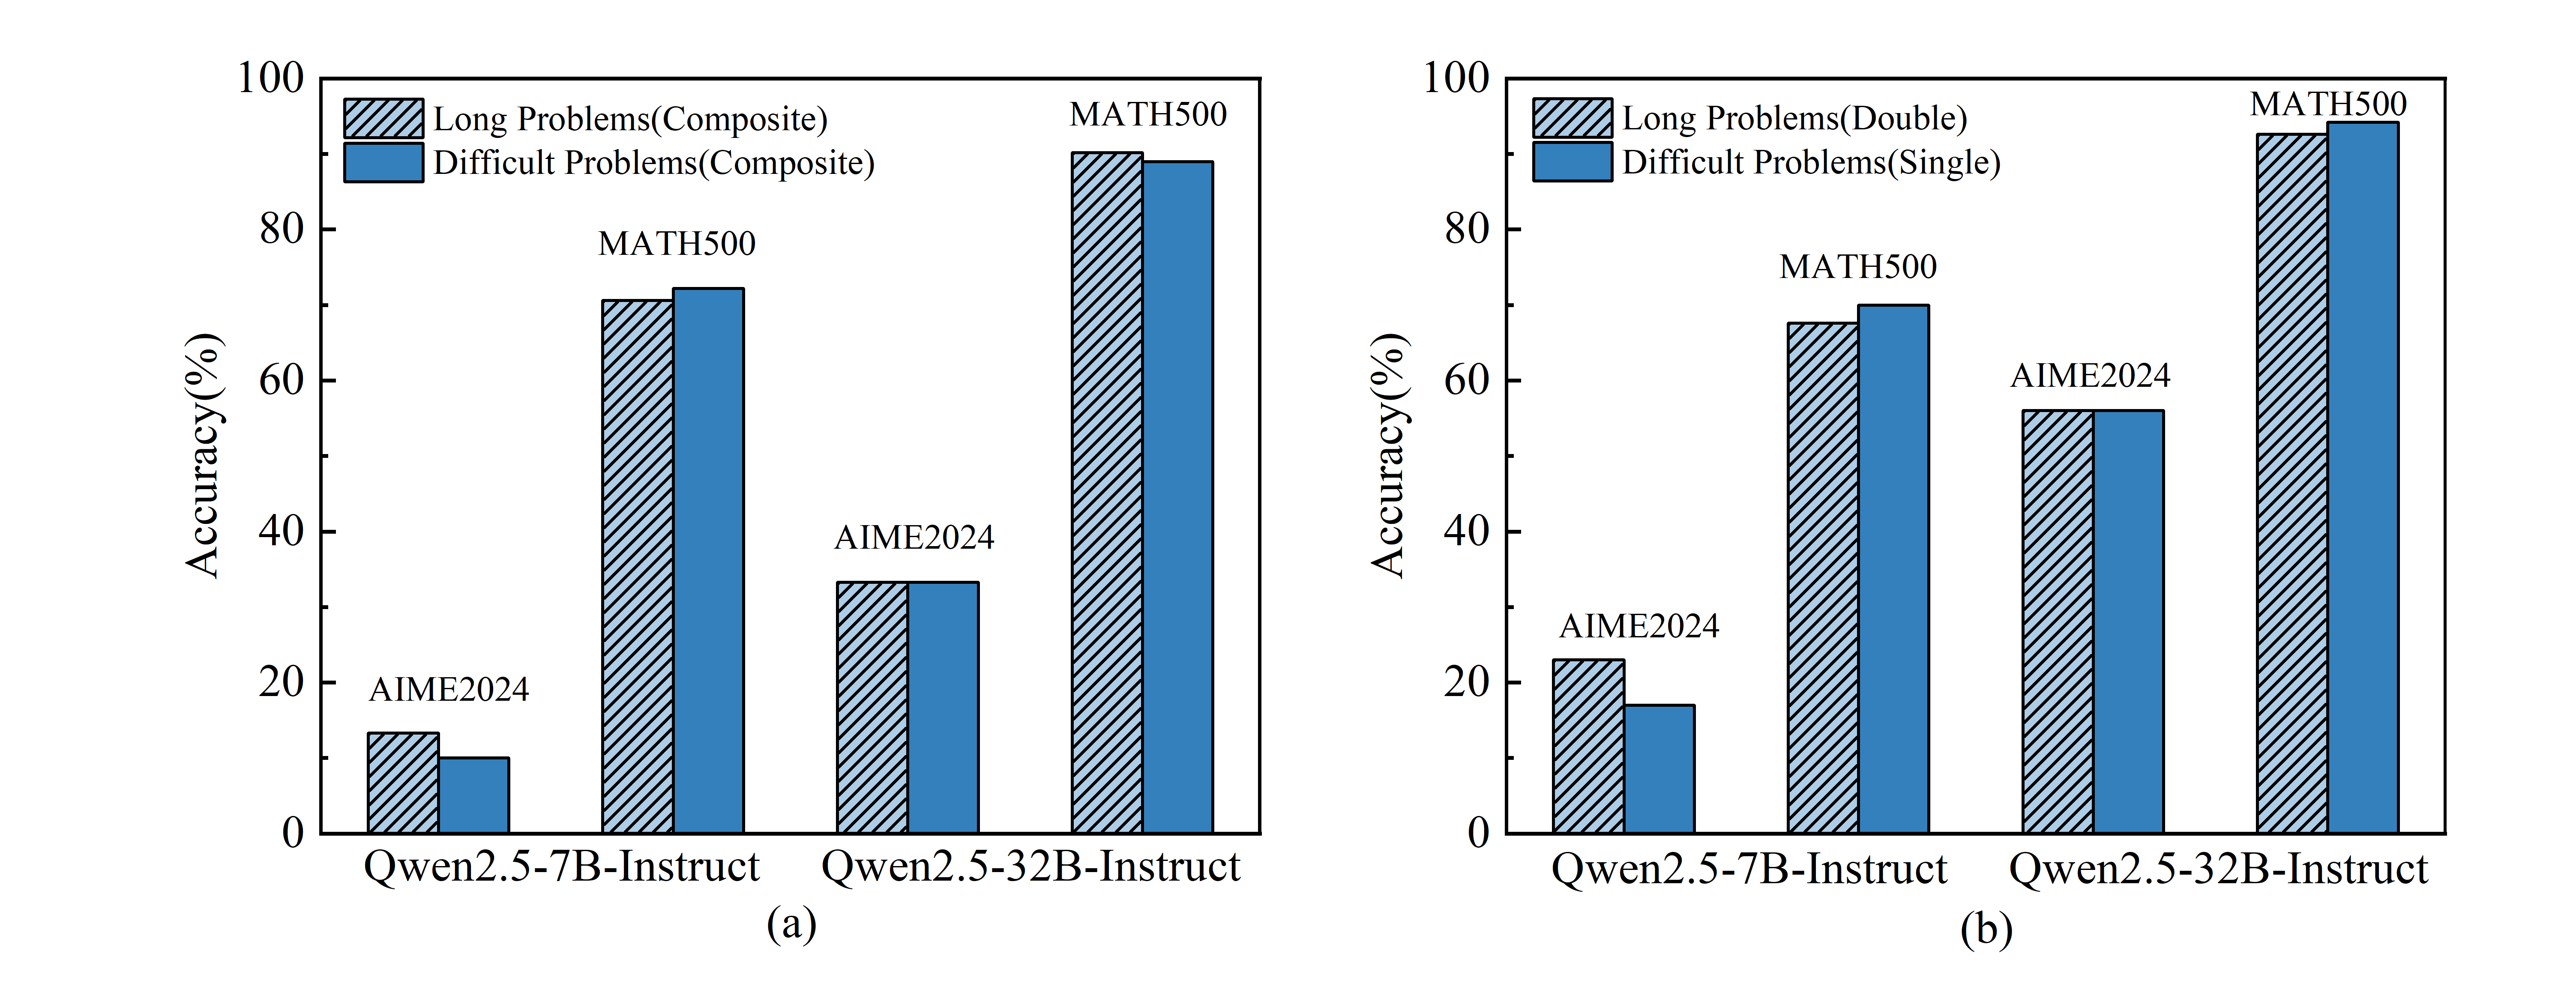 100
80
60
40
20
0
Accuracy(%)
Long Problems(Composite)
Difficult Problems(Composite)
AIME2024
MATH500
AIME2024
MATH500
Qwen2.5-7B-Instruct
Qwen2.5-32B-Instruct
(a)
100
80
60
40
20
0
Accuracy(%)
Long Problems(Double)
Difficult Problems(Single)
AIME2024
MATH500
AIME2024
MATH500
Qwen2.5-7B-Instruct
Qwen2.5-32B-Instruct
(b)